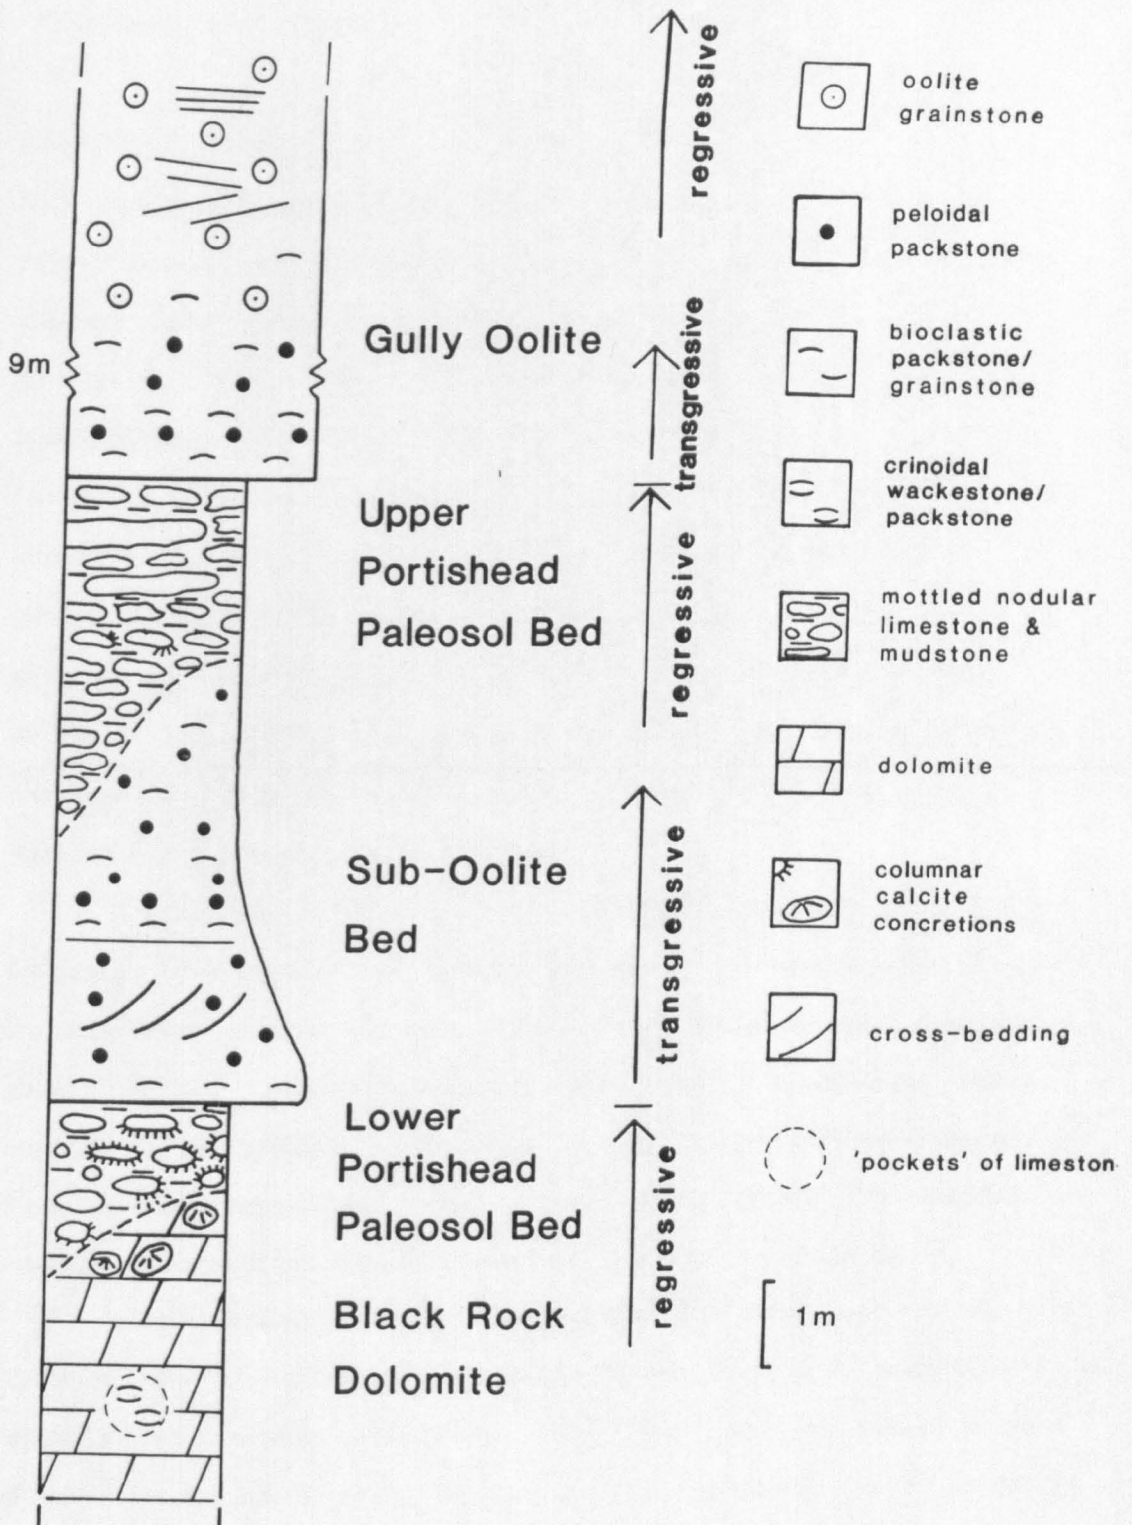 9m
Gully Oolite
Upper
Portishead
Paleosol Bed
Sub-Oolite
Bed
Lower
Portishead
Paleosol Bed
Black Rock
Dolomite
regressive
transgressive
regressive
transgressive
regressive
oolite
grainstone
peloidal
packstone
bioclastic
packstone/
grainstone
crinoidal
wackestone/
packstone
mottled nodular
limestone &
mudstone
dolomite
columnar
calcite
concretions
cross-bedding
'pockets' of limeston
1m